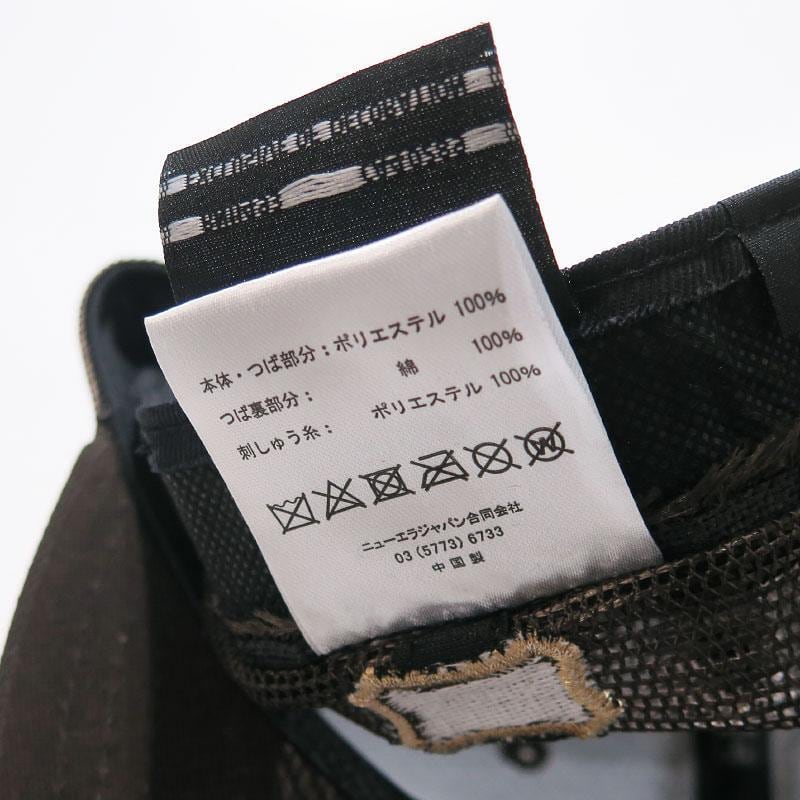 本体・つば部分：ポリエステル 100%
つば裏部分： 綿 100%
刺しゅう糸： ポリエステル 100%
ニューエラジャパン合同会社
03 (5773) 6733
中国製